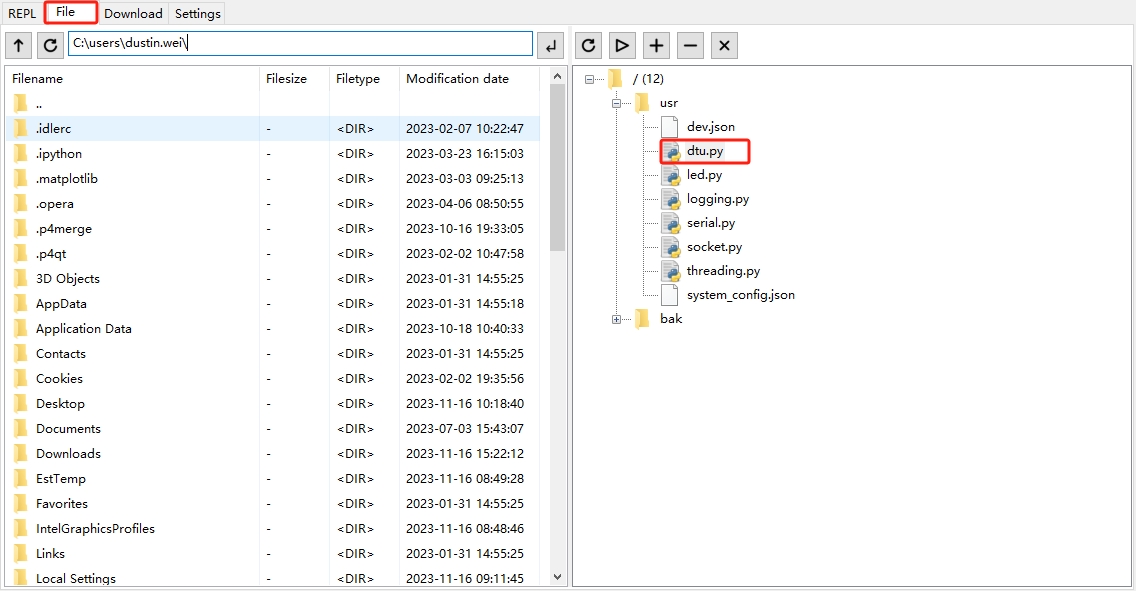 REPL File Download Settings
C:\users\dustin.wei\
Filename Filesize Filetype Modification date
..
.idlerc - <DIR> 2023-02-07 10:22:47
.ipython - <DIR> 2023-03-23 16:15:03
.matplotlib - <DIR> 2023-03-03 09:25:13
.opera - <DIR> 2023-04-06 08:50:55
.p4merge - <DIR> 2023-10-16 19:33:05
.p4qt - <DIR> 2023-02-02 10:47:58
3D Objects - <DIR> 2023-01-31 14:55:25
AppData - <DIR> 2023-01-31 14:55:18
Application Data - <DIR> 2023-10-18 10:40:33
Contacts - <DIR> 2023-01-31 14:55:25
Cookies - <DIR> 2023-02-02 19:35:56
Desktop - <DIR> 2023-11-16 10:18:40
Documents - <DIR> 2023-07-03 15:43:07
Downloads - <DIR> 2023-11-16 15:22:12
EstTemp - <DIR> 2023-11-16 08:49:28
Favorites - <DIR> 2023-01-31 14:55:25
IntelGraphicsProfiles - <DIR> 2023-11-16 08:48:46
Links - <DIR> 2023-01-31 14:55:25
Local Settings - <DIR> 2023-11-16 09:11:45
/ (12)
usr
dev.json
dtu.py
led.py
logging.py
serial.py
socket.py
threading.py
system_config.json
bak